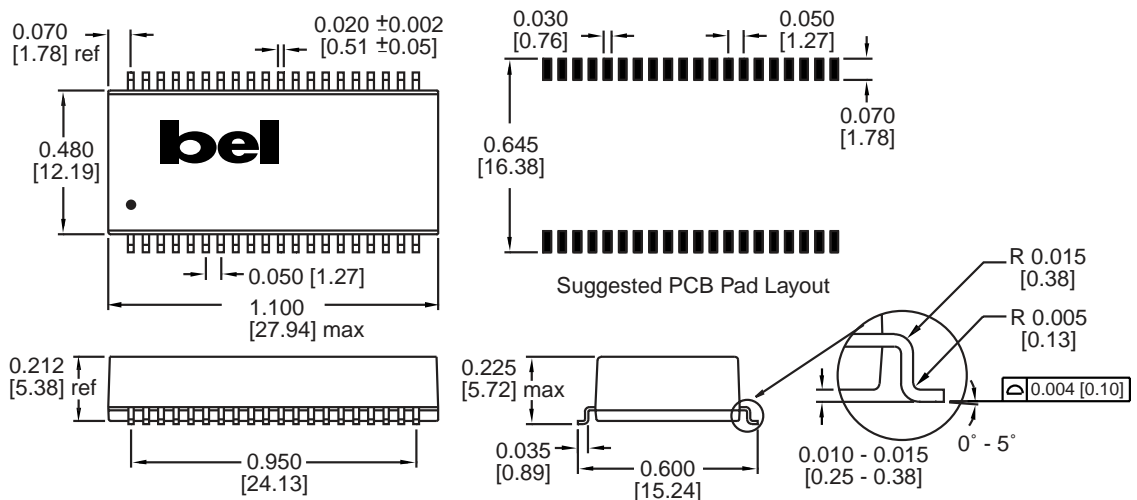 0.070
[1.78] ref
0.020 ±0.002
[0.51 ±0.05]
0.030
[0.76]
0.050
[1.27]
0.480
[12.19]
bel
0.645
[16.38]
0.070
[1.78]
0.050 [1.27]
1.100
[27.94] max
Suggested PCB Pad Layout
R 0.015
[0.38]
R 0.005
[0.13]
0.212
[5.38] ref
0.225
[5.72] max
0.004 [0.10]
0° - 5°
0.950
[24.13]
0.035
[0.89]
0.600
[15.24]
0.010 - 0.015
[0.25 - 0.38]